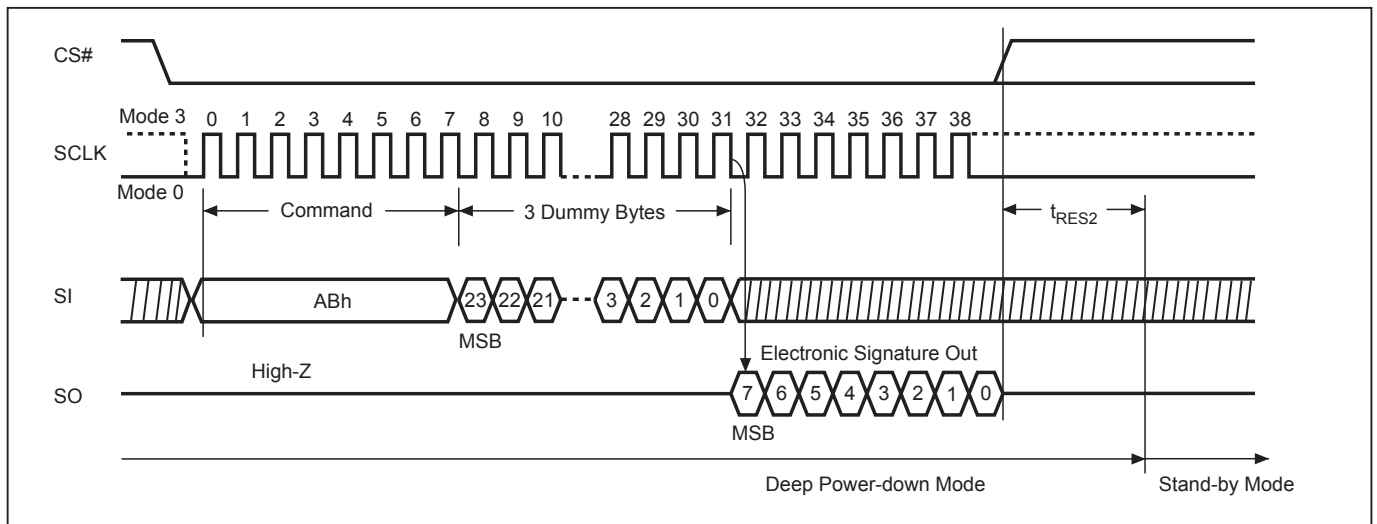 CS#
Mode 3 0 1 2 3 4 5 6 7 8 9 10 28 29 30 31 32 33 34 35 36 37 38
SCLK
Mode 0
Command 3 Dummy Bytes tRES2
SI ABh 23 22 21 3 2 1 0
MSB
High-Z Electronic Signature Out
SO 7 6 5 4 3 2 1 0
MSB
Deep Power-down Mode Stand-by Mode